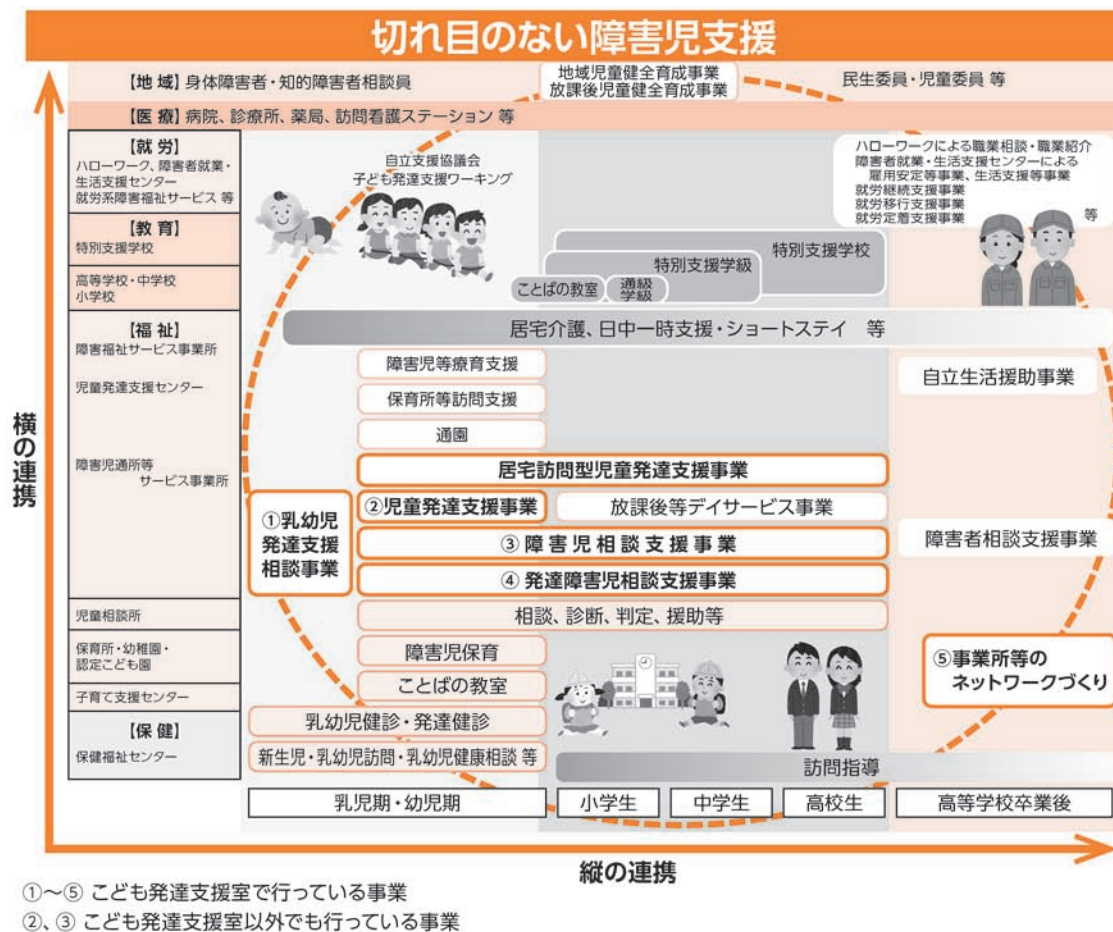 切れ目のない障害児支援
【地域】身体障害者・知的障害者相談員
地域児童健全育成事業
放課後児童健全育成事業
民生委員・児童委員 等
【医療】病院、診療所、薬局、訪問看護ステーション 等
【就労】
ハローワーク、障害者就業・
生活支援センター
就労系障害福祉サービス 等
自立支援協議会
子ども発達支援ワーキング
ハローワークによる職業相談・職業紹介
障害者就業・生活支援センターによる
雇用安定等事業、生活支援等事業
就労継続支援事業
就労移行支援事業
就労定着支援事業
等
【教育】
特別支援学校
高等学校・中学校
小学校
特別支援学校
特別支援学級
ことばの教室
通級
学級
【福祉】
障害福祉サービス事業所
児童発達支援センター
障害児通所等
サービス事業所
居宅介護、日中一時支援・ショートステイ 等
障害児等療育支援
保育所等訪問支援
通園
自立生活援助事業
居宅訪問型児童発達支援事業
①乳幼児
発達支援
相談事業
②児童発達支援事業
放課後等デイサービス事業
③障害児相談支援事業
④発達障害児相談支援事業
障害者相談支援事業
児童相談所
相談、診断、判定、援助等
保育所・幼稚園・
認定こども園
障害児保育
ことばの教室
⑤事業所等の
ネットワークづくり
子育て支援センター
【保健】
保健福祉センター
乳幼児健診・発達健診
新生児・乳幼児訪問・乳幼児健康相談 等
訪問指導
乳児期・幼児期
小学生
中学生
高校生
高等学校卒業後
横の連携
縦の連携
①～⑤ こども発達支援室で行っている事業
②、③ こども発達支援室以外でも行っている事業